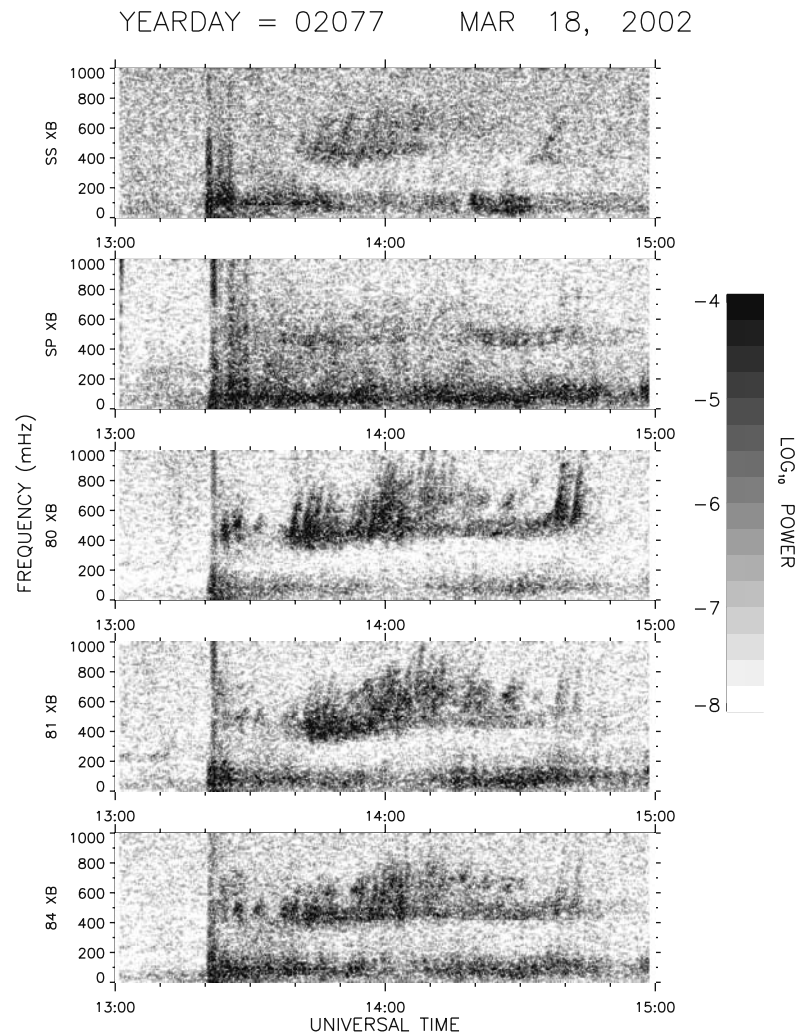 YEARDAY = 02077 MAR 18, 2002
SS XB
1000
800
600
400
200
0
13:00 14:00 15:00
SP XB
1000
800
600
400
200
0
13:00 14:00 15:00
FREQUENCY (mHz)
80 XB
1000
800
600
400
200
0
13:00 14:00 15:00
81 XB
1000
800
600
400
200
0
13:00 14:00 15:00
84 XB
1000
800
600
400
200
0
13:00 14:00 15:00
UNIVERSAL TIME
-4
-5
-6
-7
-8
LOG₁₀ POWER